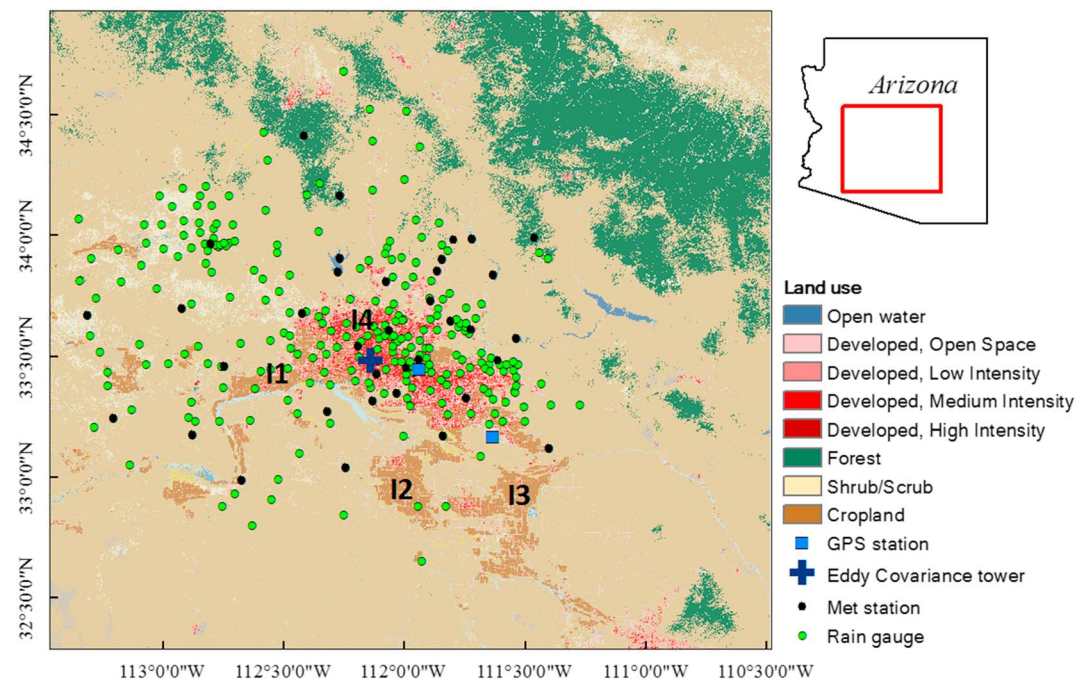 34°30'0"N
34°0'0"N
33°30'0"N
33°0'0"N
32°30'0"N
I4
I1
I2
I3
113°0'0"W 112°30'0"W 112°0'0"W 111°30'0"W 111°0'0"W 110°30'0"W
Arizona
Land use
Open water
Developed, Open Space
Developed, Low Intensity
Developed, Medium Intensity
Developed, High Intensity
Forest
Shrub/Scrub
Cropland
GPS station
Eddy Covariance tower
Met station
Rain gauge